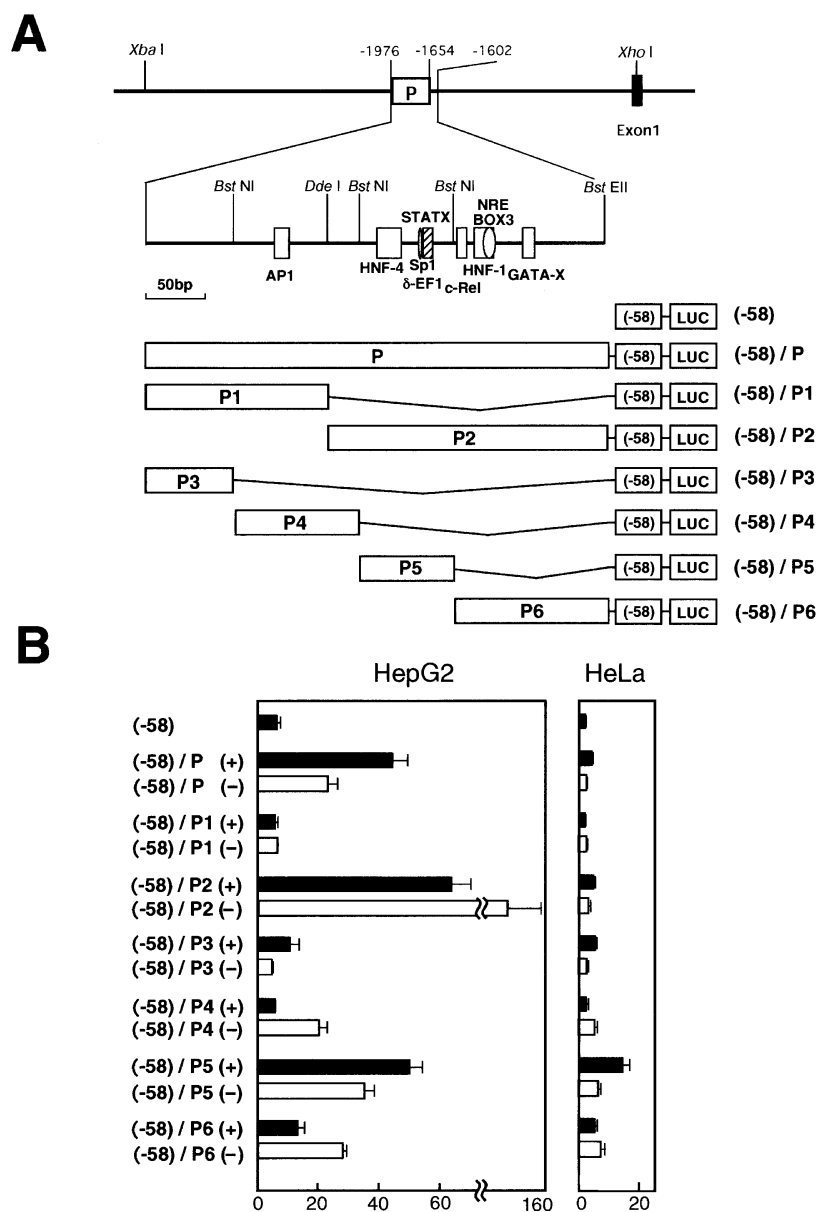 A
Xba I -1976 -1654 -1602 Xho I
P
Exon1
Bst NI Dde I Bst NI Bst NI Bst EII
STATX NRE
BOX3
AP1 HNF-4 Sp1 HNF-1 GATA-X
δ-EF1 c-Rel
50bp
(-58) LUC (-58)
P (-58) LUC (-58) / P
P1 (-58) LUC (-58) / P1
P2 (-58) LUC (-58) / P2
P3 (-58) LUC (-58) / P3
P4 (-58) LUC (-58) / P4
P5 (-58) LUC (-58) / P5
P6 (-58) LUC (-58) / P6
B
HepG2 HeLa
(-58)
(-58) / P (+)
(-58) / P (−)
(-58) / P1 (+)
(-58) / P1 (−)
(-58) / P2 (+)
(-58) / P2 (−)
(-58) / P3 (+)
(-58) / P3 (−)
(-58) / P4 (+)
(-58) / P4 (−)
(-58) / P5 (+)
(-58) / P5 (−)
(-58) / P6 (+)
(-58) / P6 (−)
0 20 40 60 160 0 20